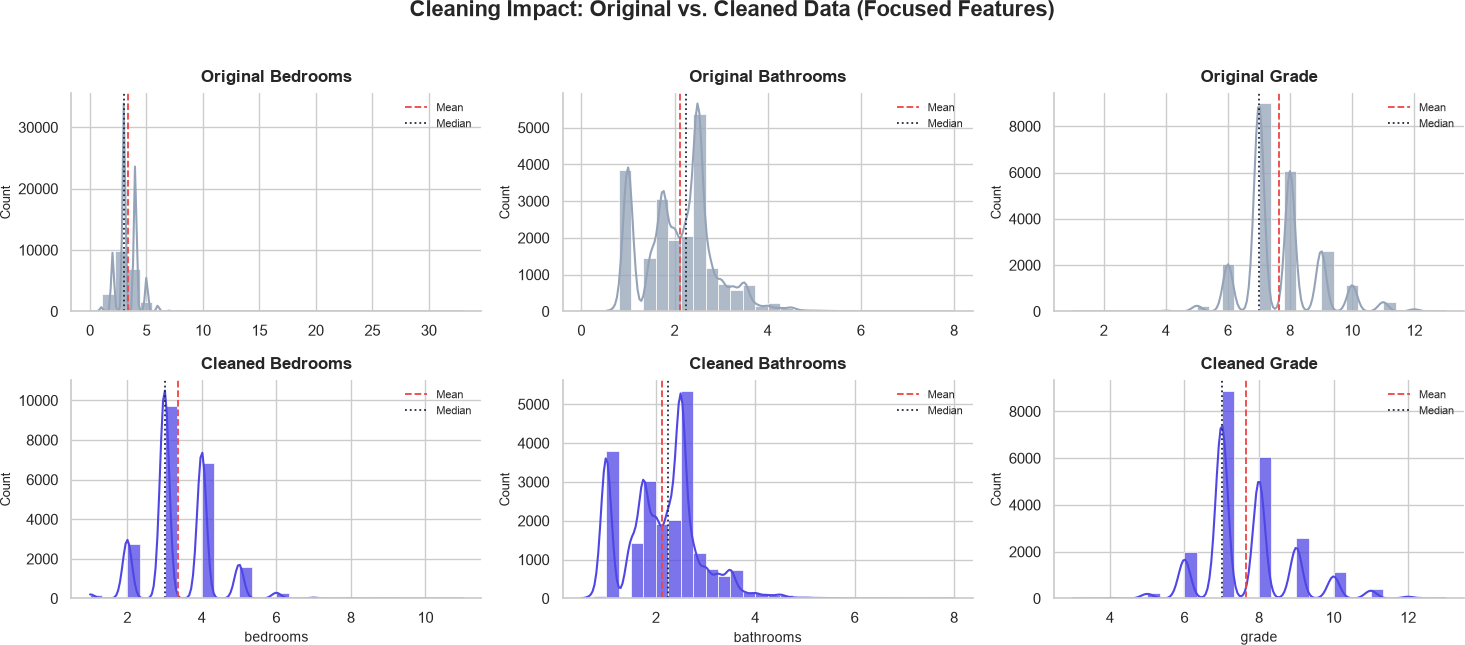 Cleaning Impact: Original vs. Cleaned Data (Focused Features)
Original Bedrooms
Mean
Median
Count
30000
20000
10000
0
0 5 10 15 20 25 30
Original Bathrooms
Mean
Median
Count
5000
4000
3000
2000
1000
0
0 2 4 6 8
Original Grade
Mean
Median
Count
8000
6000
4000
2000
0
2 4 6 8 10 12
Cleaned Bedrooms
Mean
Median
Count
10000
8000
6000
4000
2000
0
2 4 6 8 10
bedrooms
Cleaned Bathrooms
Mean
Median
Count
5000
4000
3000
2000
1000
0
2 4 6 8
bathrooms
Cleaned Grade
Mean
Median
Count
8000
6000
4000
2000
0
4 6 8 10 12
grade